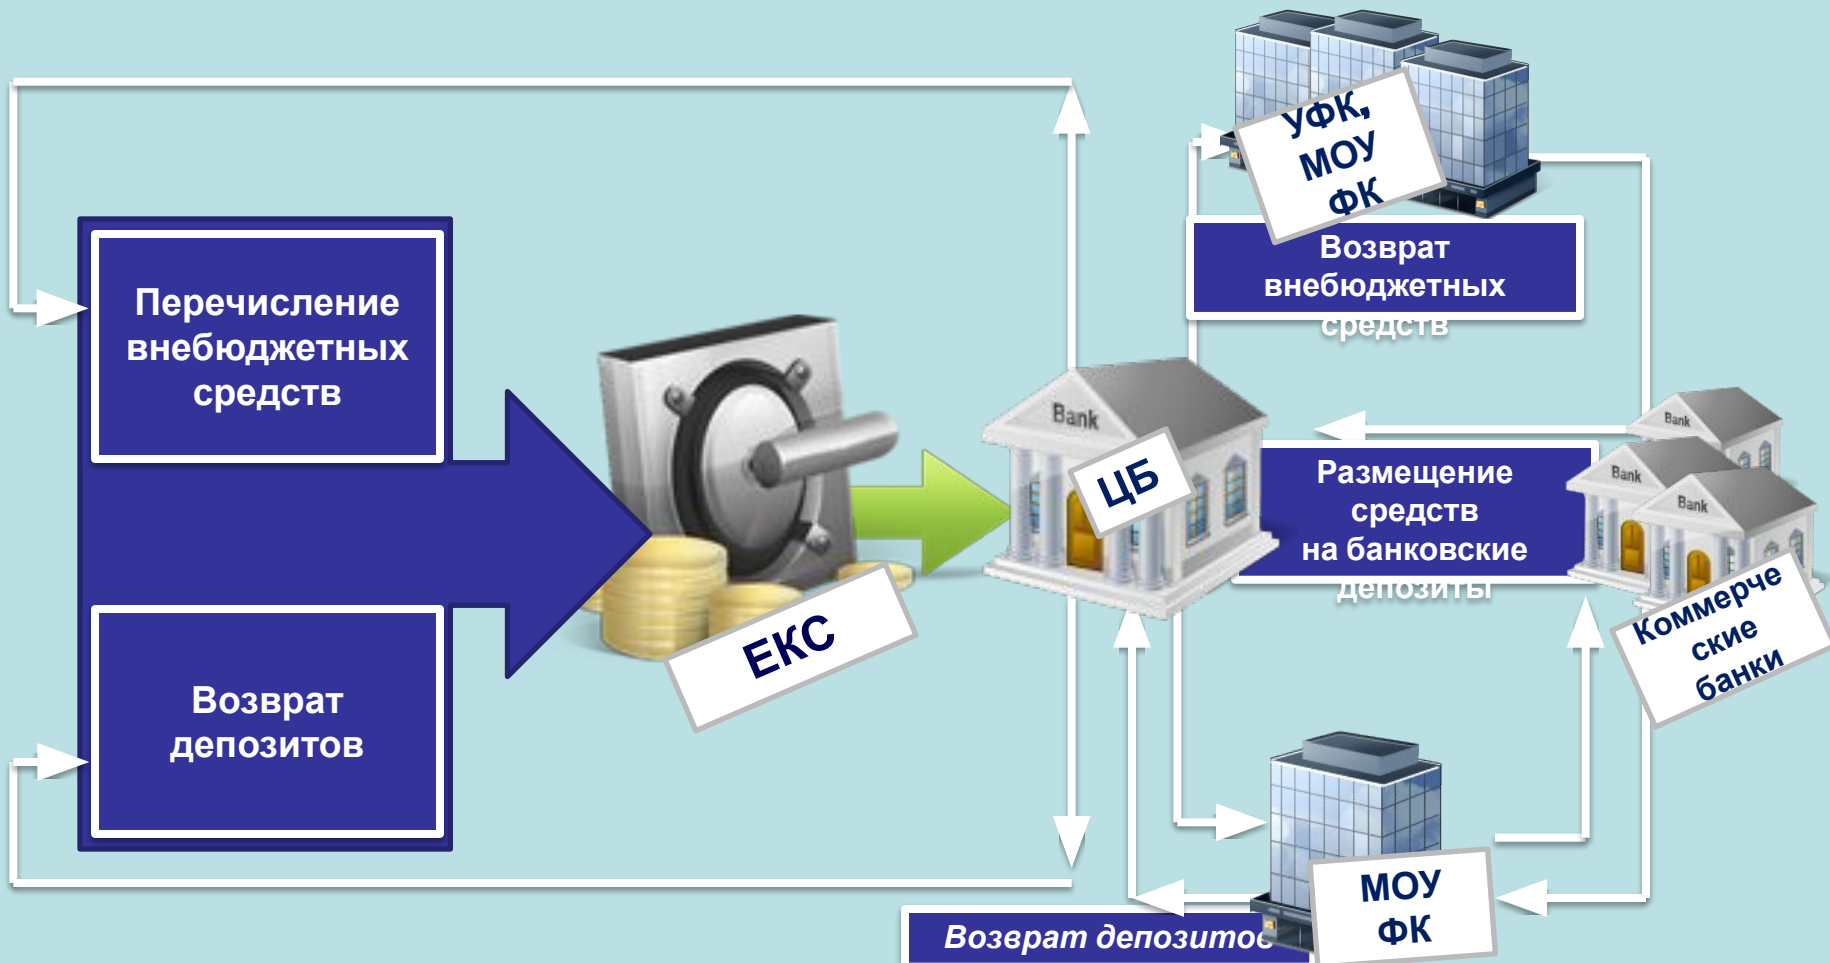 УФК,
МОУ
ФК
Возврат
внебюджетных
средств
Перечисление
внебюджетных
средств
Bank
ЦБ
Bank
Bank
Bank
Размещение
средств
на банковские
депозиты
Коммерче
ские
банки
ЕКС
Возврат
депозитов
МОУ
ФК
Возврат депозитов